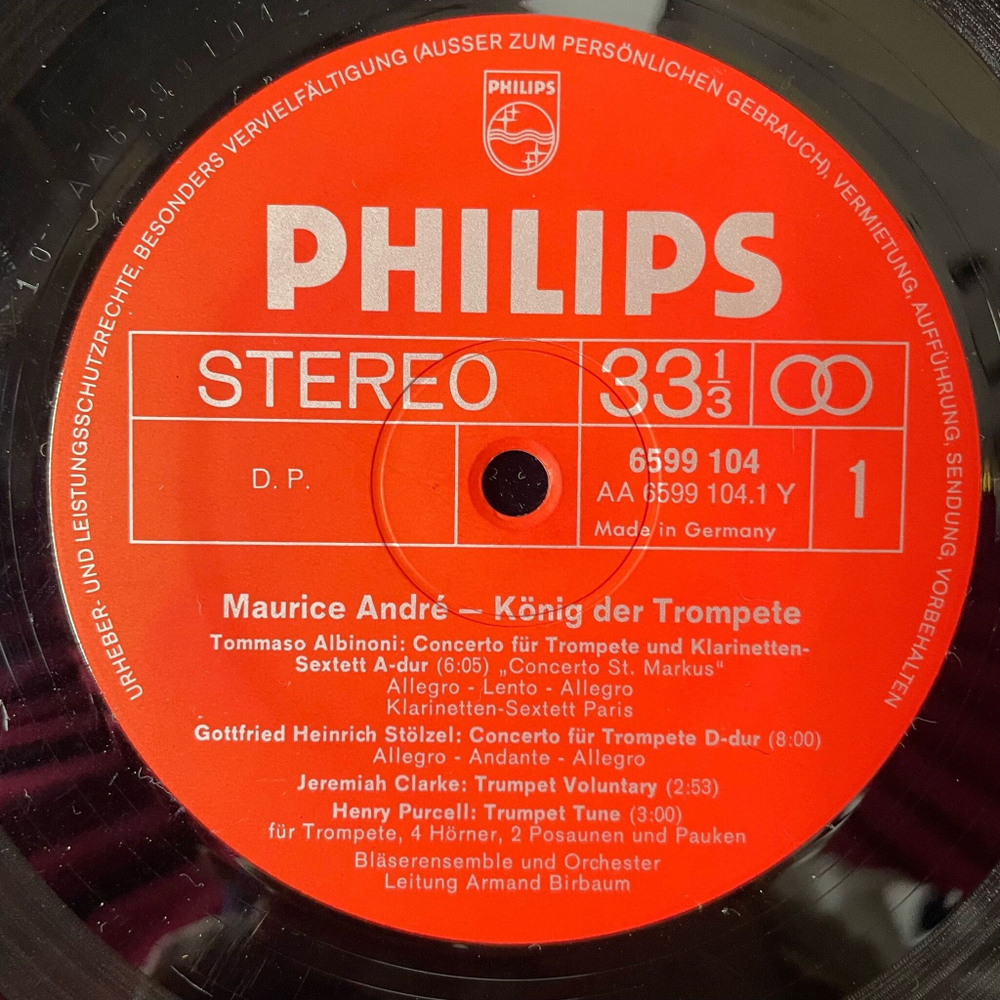 URHEBER- UND LEISTUNGSSCHUTZRECHTE, BESONDERS VERVIELFÄLTIGUNG (AUSSER ZUM PERSÖNLICHEN GEBRAUCH), VERMIETUNG, AUFFÜHRUNG, SENDUNG, VORBEHALTEN
PHILIPS
PHILIPS
STEREO 33 1/3
D. P.
6599 104
AA 6599 104.1 Y
Made in Germany
1
Maurice André – König der Trompete
Tommaso Albinoni: Concerto für Trompete und Klarinetten-
Sextett A-dur (6:05) „Concerto St. Markus“
Allegro - Lento - Allegro
Klarinetten-Sextett Paris
Gottfried Heinrich Stölzel: Concerto für Trompete D-dur (8:00)
Allegro - Andante - Allegro
Jeremiah Clarke: Trumpet Voluntary (2:53)
Henry Purcell: Trumpet Tune (3:00)
für Trompete, 4 Hörner, 2 Posaunen und Pauken
Bläserensemble und Orchester
Leitung Armand Birbaum